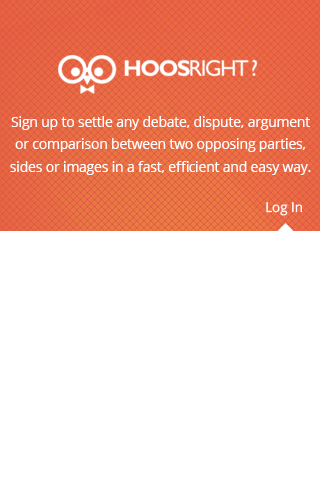 HOOSRIGHT?
Sign up to settle any debate, dispute, argument
or comparison between two opposing parties,
sides or images in a fast, efficient and easy way.
Log In